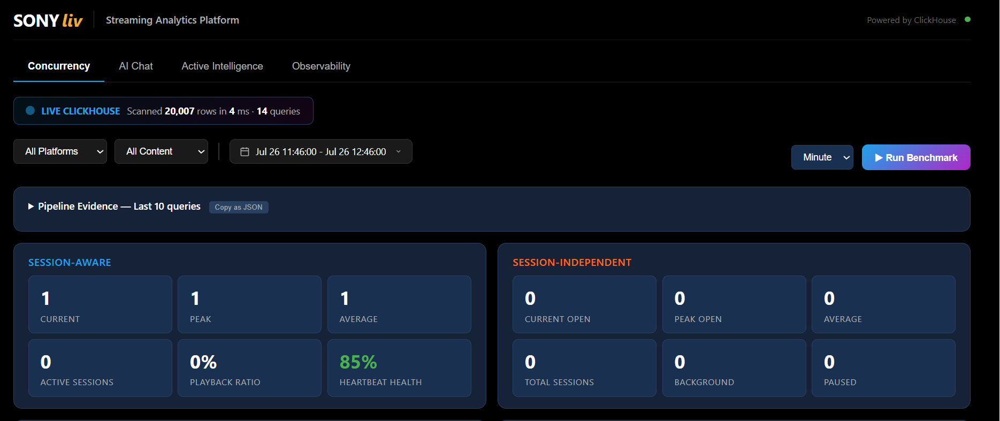 SONY liv
Streaming Analytics Platform
Powered by ClickHouse
Concurrency
AI Chat
Active Intelligence
Observability
LIVE CLICKHOUSE Scanned 20,007 rows in 4 ms · 14 queries
All Platforms
All Content
Jul 26 11:46:00 - Jul 26 12:46:00
Minute
▶ Run Benchmark
▶ Pipeline Evidence — Last 10 queries
Copy as JSON
SESSION-AWARE
1
CURRENT
1
PEAK
1
AVERAGE
0
ACTIVE SESSIONS
0%
PLAYBACK RATIO
85%
HEARTBEAT HEALTH
SESSION-INDEPENDENT
0
CURRENT OPEN
0
PEAK OPEN
0
AVERAGE
0
TOTAL SESSIONS
0
BACKGROUND
0
PAUSED